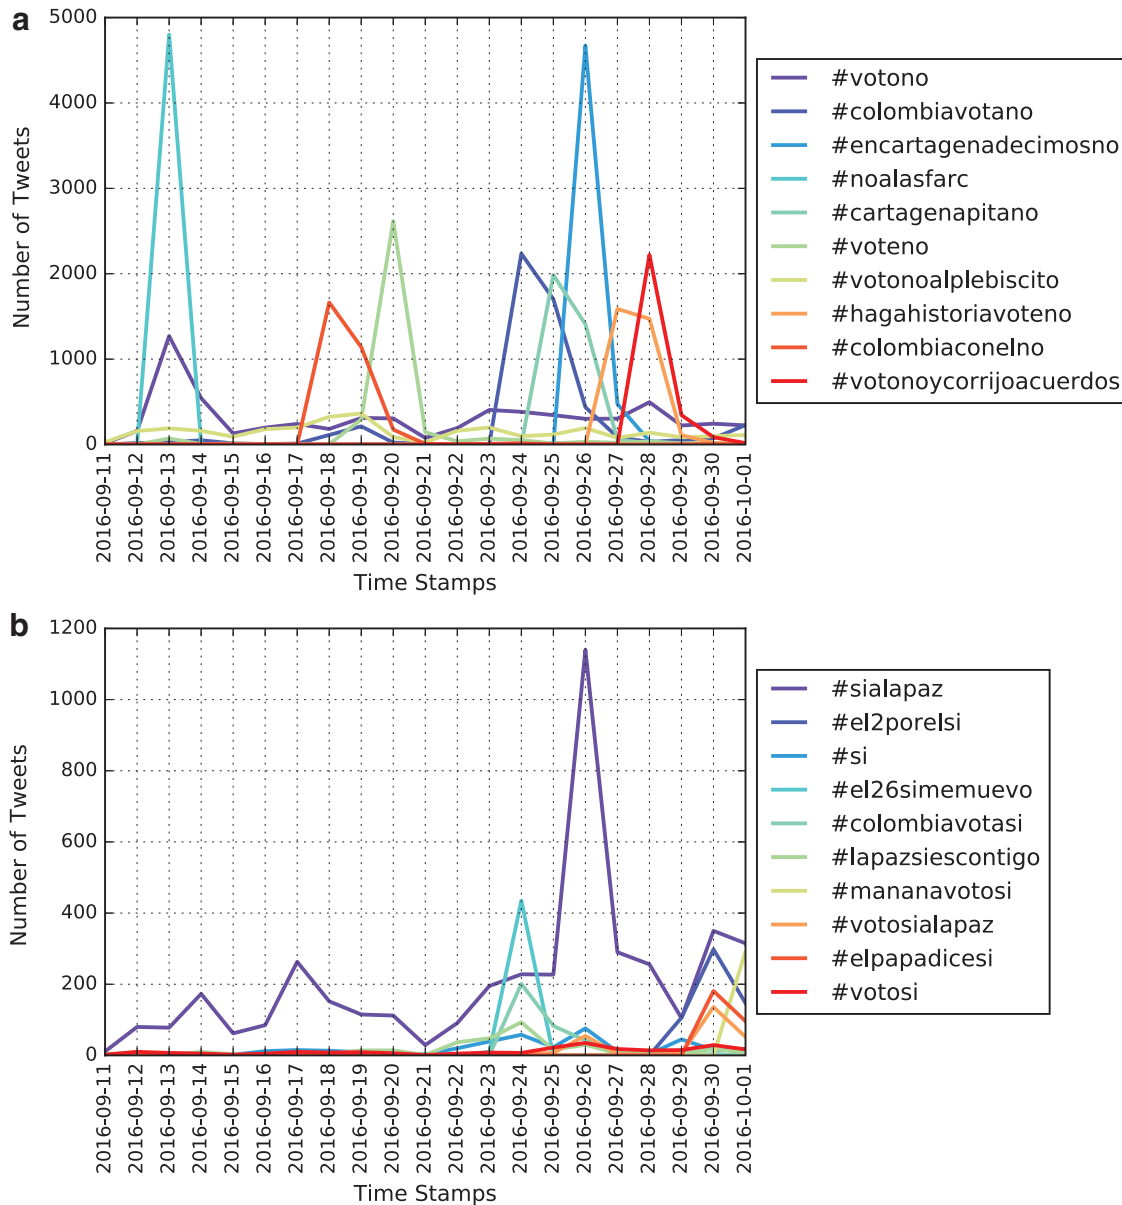 a
5000
4000
3000
2000
1000
0
Number of Tweets
2016-09-11
2016-09-12
2016-09-13
2016-09-14
2016-09-15
2016-09-16
2016-09-17
2016-09-18
2016-09-19
2016-09-20
2016-09-21
2016-09-22
2016-09-23
2016-09-24
2016-09-25
2016-09-26
2016-09-27
2016-09-28
2016-09-29
2016-09-30
2016-10-01
Time Stamps
#votono
#colombiavotano
#encartagenadecimosno
#noalasfarc
#cartagenapitano
#voteno
#votonoalplebiscito
#hagahistoriavoteno
#colombiaconelno
#votonoycorrijoacuerdos
b
1200
1000
800
600
400
200
0
Number of Tweets
2016-09-11
2016-09-12
2016-09-13
2016-09-14
2016-09-15
2016-09-16
2016-09-17
2016-09-18
2016-09-19
2016-09-20
2016-09-21
2016-09-22
2016-09-23
2016-09-24
2016-09-25
2016-09-26
2016-09-27
2016-09-28
2016-09-29
2016-09-30
2016-10-01
Time Stamps
#sialapaz
#el2porelsi
#si
#el26simemuevo
#colombiavotasi
#lapazsiescontigo
#mananavotosi
#votosialapaz
#elpapadicesi
#votosi